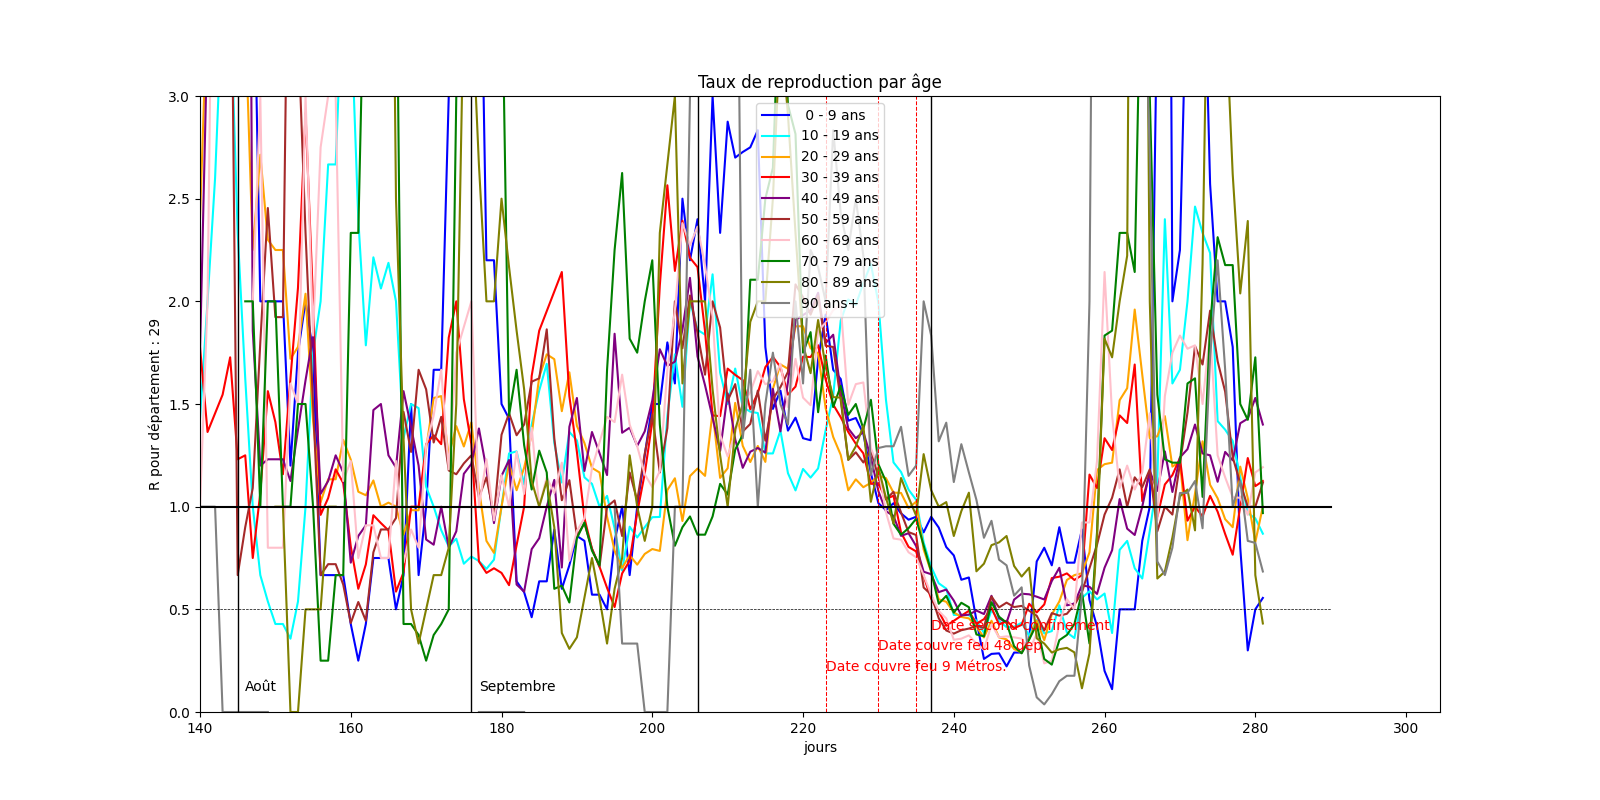 Taux de reproduction par âge
3.0
2.5
2.0
1.5
1.0
0.5
0.0
R pour département : 29
0 - 9 ans
10 - 19 ans
20 - 29 ans
30 - 39 ans
40 - 49 ans
50 - 59 ans
60 - 69 ans
70 - 79 ans
80 - 89 ans
90 ans+
Date second confinement
Date couvre feu 48 dep
Date couvre feu 9 Métros.
Août
Septembre
140
160
180
200
220
240
260
280
300
jours